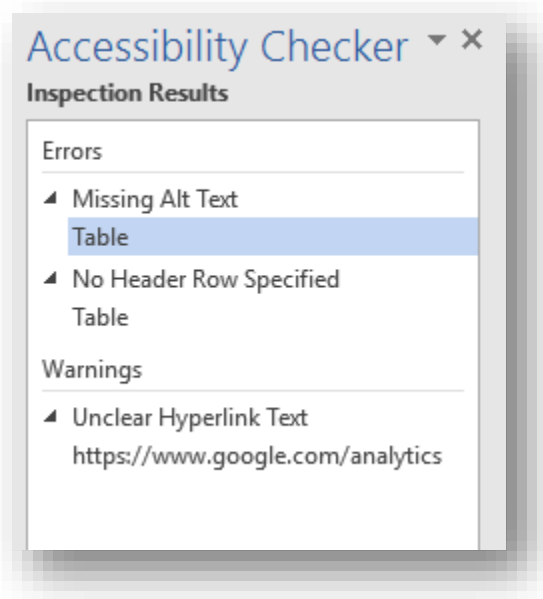 Accessibility Checker
Inspection Results
Errors
Missing Alt Text
Table
No Header Row Specified
Table
Warnings
Unclear Hyperlink Text
https://www.google.com/analytics